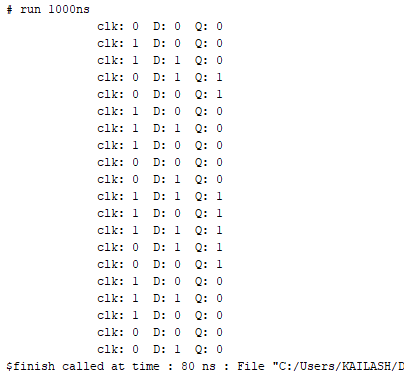 # run 1000ns
clk: 0 D: 0 Q: 0
clk: 1 D: 0 Q: 0
clk: 1 D: 1 Q: 0
clk: 0 D: 1 Q: 1
clk: 0 D: 0 Q: 1
clk: 1 D: 0 Q: 0
clk: 1 D: 1 Q: 0
clk: 1 D: 0 Q: 0
clk: 0 D: 0 Q: 0
clk: 0 D: 1 Q: 0
clk: 1 D: 1 Q: 1
clk: 1 D: 0 Q: 1
clk: 1 D: 1 Q: 1
clk: 0 D: 1 Q: 1
clk: 0 D: 0 Q: 1
clk: 1 D: 0 Q: 0
clk: 1 D: 1 Q: 0
clk: 1 D: 0 Q: 0
clk: 0 D: 0 Q: 0
clk: 0 D: 1 Q: 0
$finish called at time : 80 ns : File "C:/Users/KAILASH/D